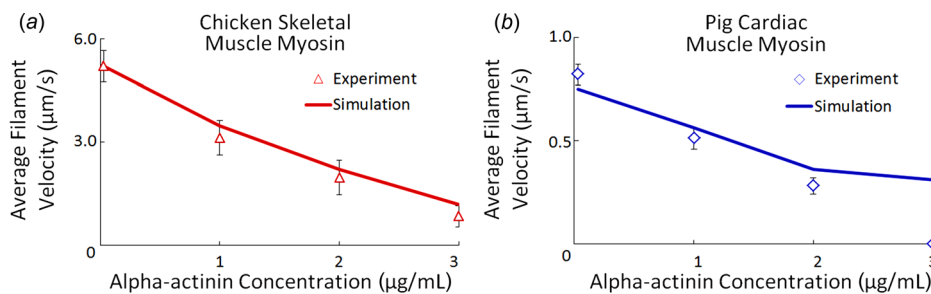 (a)
Chicken Skeletal
Muscle Myosin
6.0
3.0
0
Average Filament
Velocity (μm/s)
Experiment
Simulation
1
2
3
Alpha-actinin Concentration (μg/mL)
(b)
Pig Cardiac
Muscle Myosin
1.0
0.5
0
Average Filament
Velocity (μm/s)
Experiment
Simulation
1
2
3
Alpha-actinin Concentration (μg/mL)